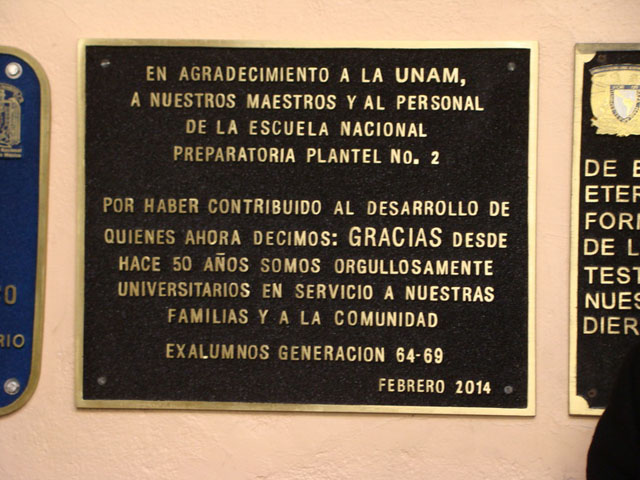 EN AGRADECIMIENTO A LA UNAM,
A NUESTROS MAESTROS Y AL PERSONAL
DE LA ESCUELA NACIONAL
PREPARATORIA PLANTEL No. 2
POR HABER CONTRIBUIDO AL DESARROLLO DE
QUIENES AHORA DECIMOS: GRACIAS DESDE
HACE 50 AÑOS SOMOS ORGULLOSAMENTE
UNIVERSITARIOS EN SERVICIO A NUESTRAS
FAMILIAS Y A LA COMUNIDAD
EXALUMNOS GENERACION 64-69
FEBRERO 2014
DE
DE L